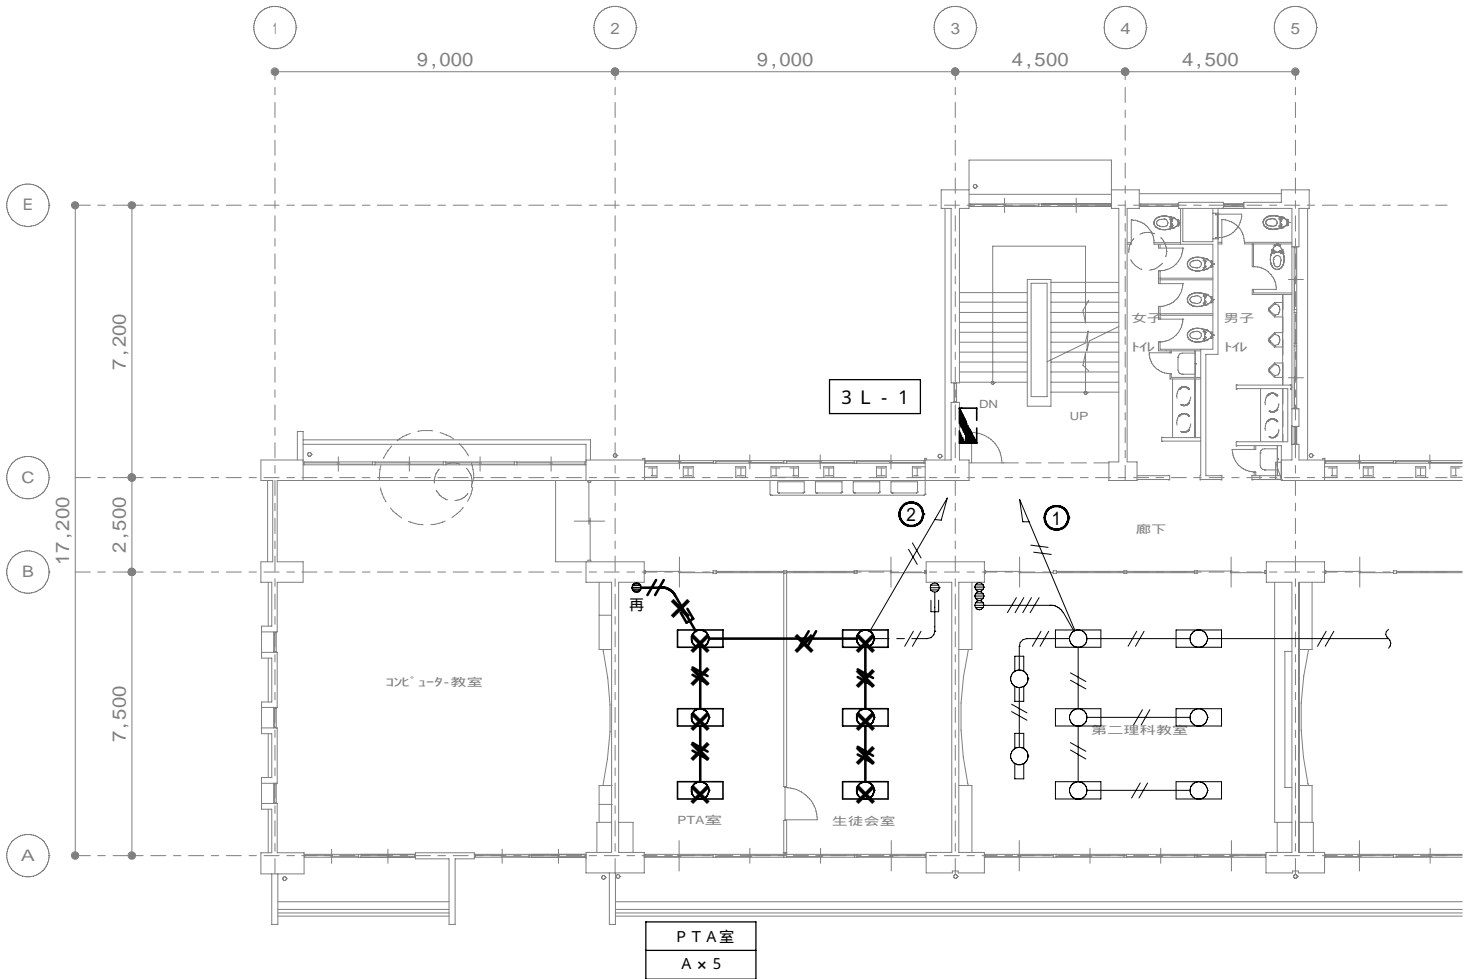 1
2
3
4
5
9,000
9,000
4,500
4,500
E
7,200
女子
男子
トイレ
トイレ
3 L - 1
DN
UP
C
17,200
2,500
②
①
廊下
B
再
コンピューター教室
7,500
第二理科教室
PTA室
生徒会室
A
PTA室
A×5